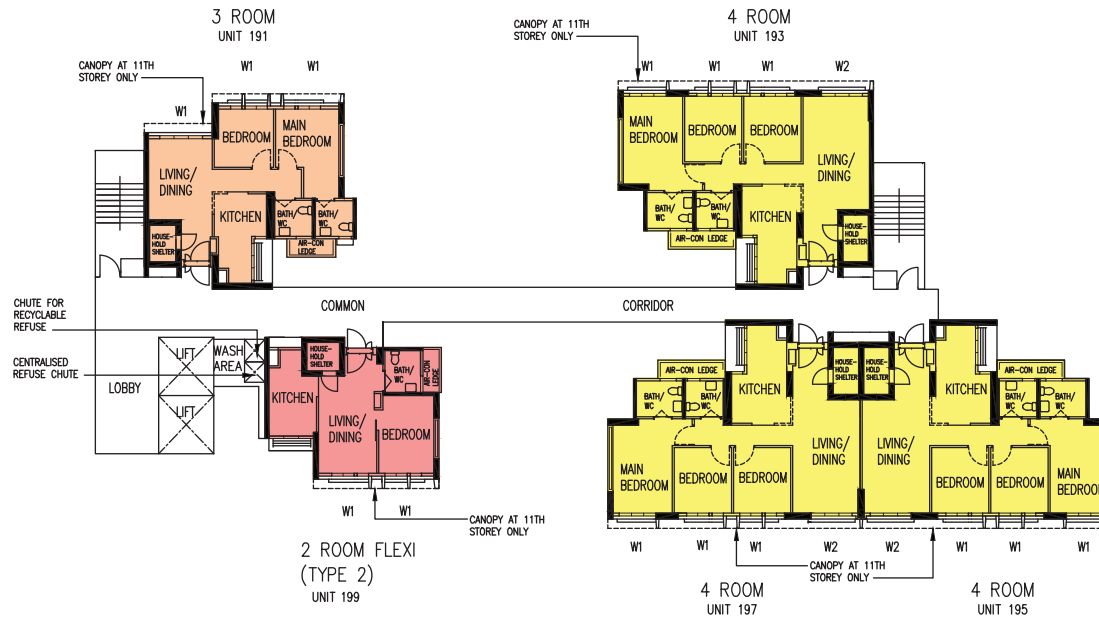 3 ROOM
UNIT 191
CANOPY AT 11TH
STOREY ONLY
W1
W1
W1
BEDROOM
MAIN
BEDROOM
LIVING/
DINING
KITCHEN
BATH/
WC
BATH/
WC
HOUSE-
HOLD
SHELTER
AIR-CON
LEDGE
4 ROOM
UNIT 193
CANOPY AT 11TH
STOREY ONLY
W1
W1
W1
W2
MAIN
BEDROOM
BEDROOM
BEDROOM
LIVING/
DINING
BATH/
WC
BATH/
WC
KITCHEN
AIR-CON LEDGE
HOUSE-
HOLD
SHELTER
COMMON
CORRIDOR
CHUTE FOR
RECYCLABLE
REFUSE
CENTRALISED
REFUSE CHUTE
LOBBY
LIFT
LIFT
WASH
AREA
HOUSE-
HOLD
SHELTER
BATH/
WC
AIR-CON
LEDGE
KITCHEN
LIVING/
DINING
BEDROOM
W1
W1
CANOPY AT 11TH
STOREY ONLY
2 ROOM FLEXI
(TYPE 2)
UNIT 199
AIR-CON LEDGE
KITCHEN
HOUSE-
HOLD
SHELTER
BATH/
WC
BATH/
WC
MAIN
BEDROOM
BEDROOM
BEDROOM
LIVING/
DINING
W1
W1
W1
W2
4 ROOM
UNIT 197
HOUSE-
HOLD
SHELTER
KITCHEN
AIR-CON LEDGE
BATH/
WC
BATH/
WC
LIVING/
DINING
BEDROOM
BEDROOM
MAIN
BEDROOM
W2
W1
W1
W1
CANOPY AT 11TH
STOREY ONLY
4 ROOM
UNIT 195